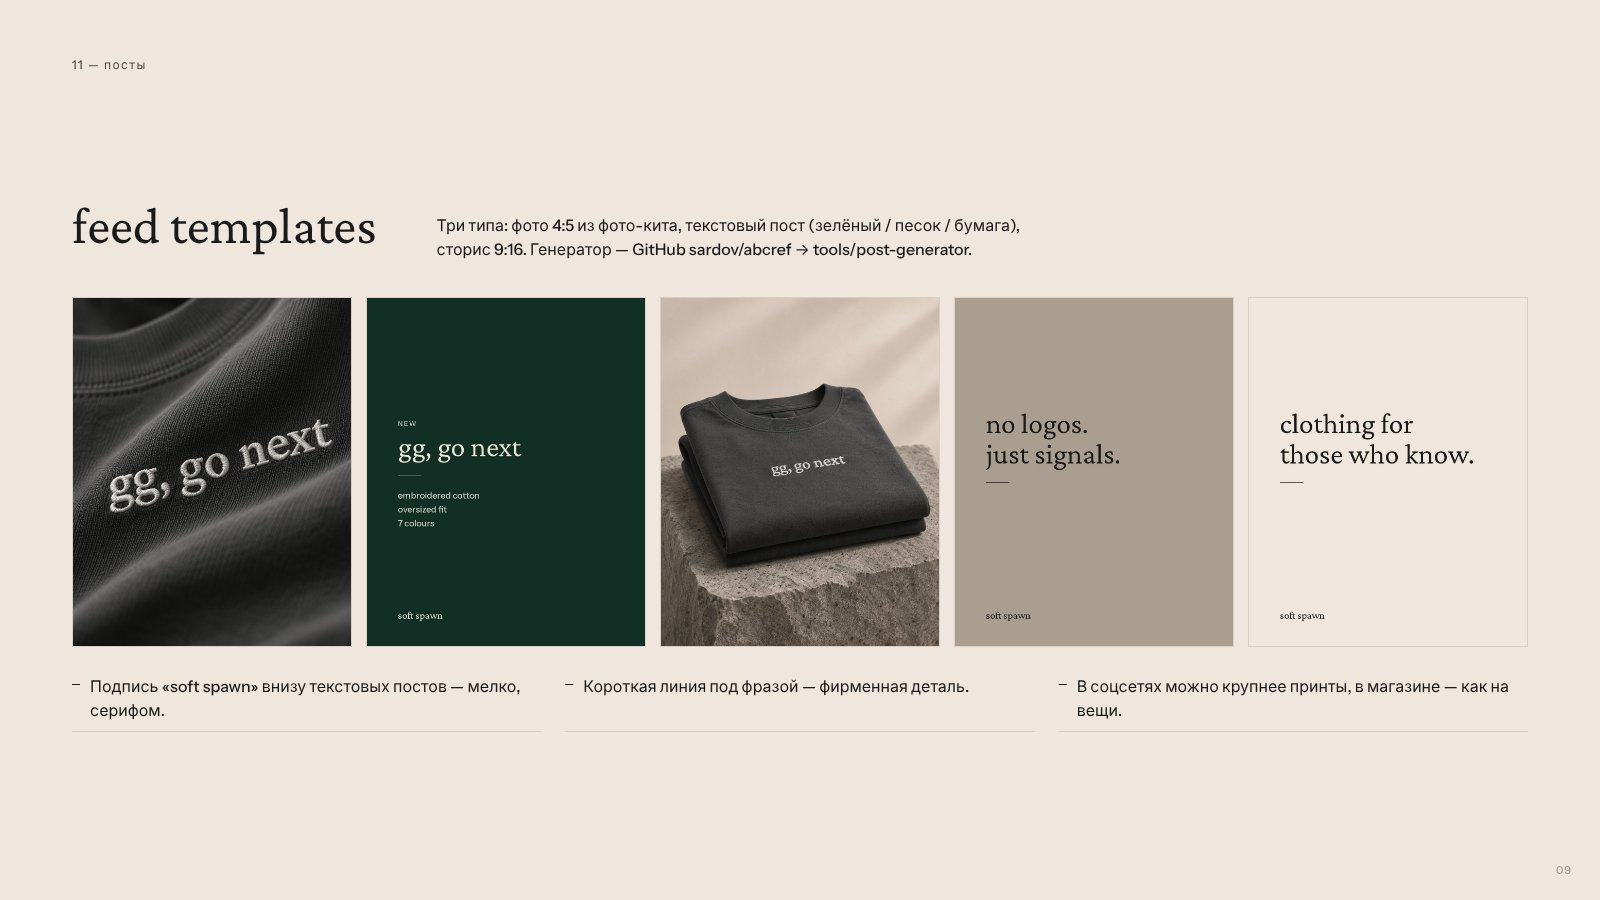 11 — посты
feed templates
Три типа: фото 4:5 из фото-кита, текстовый пост (зелёный / песок / бумага),
сторис 9:16. Генератор — GitHub sardov/abcref → tools/post-generator.
gg, go next
NEW
gg, go next
embroidered cotton
oversized fit
7 colours
soft spawn
gg, go next
no logos.
just signals.
soft spawn
clothing for
those who know.
soft spawn
– Подпись «soft spawn» внизу текстовых постов — мелко,
серифом.
– Короткая линия под фразой — фирменная деталь.
– В соцсетях можно крупнее принты, в магазине — как на
вещи.
09